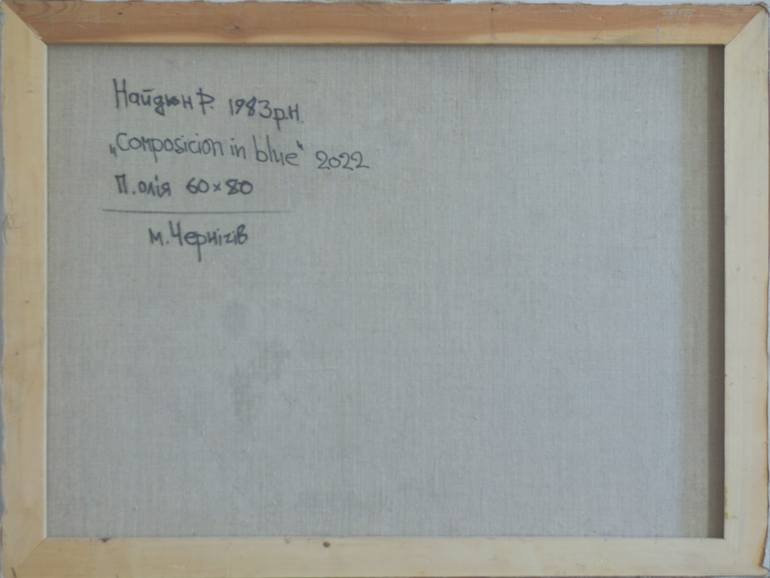 Найдюн Р. 1983р.н.
„Composicion in blue“ 2022
П.олія 60×80
м.Чернігів